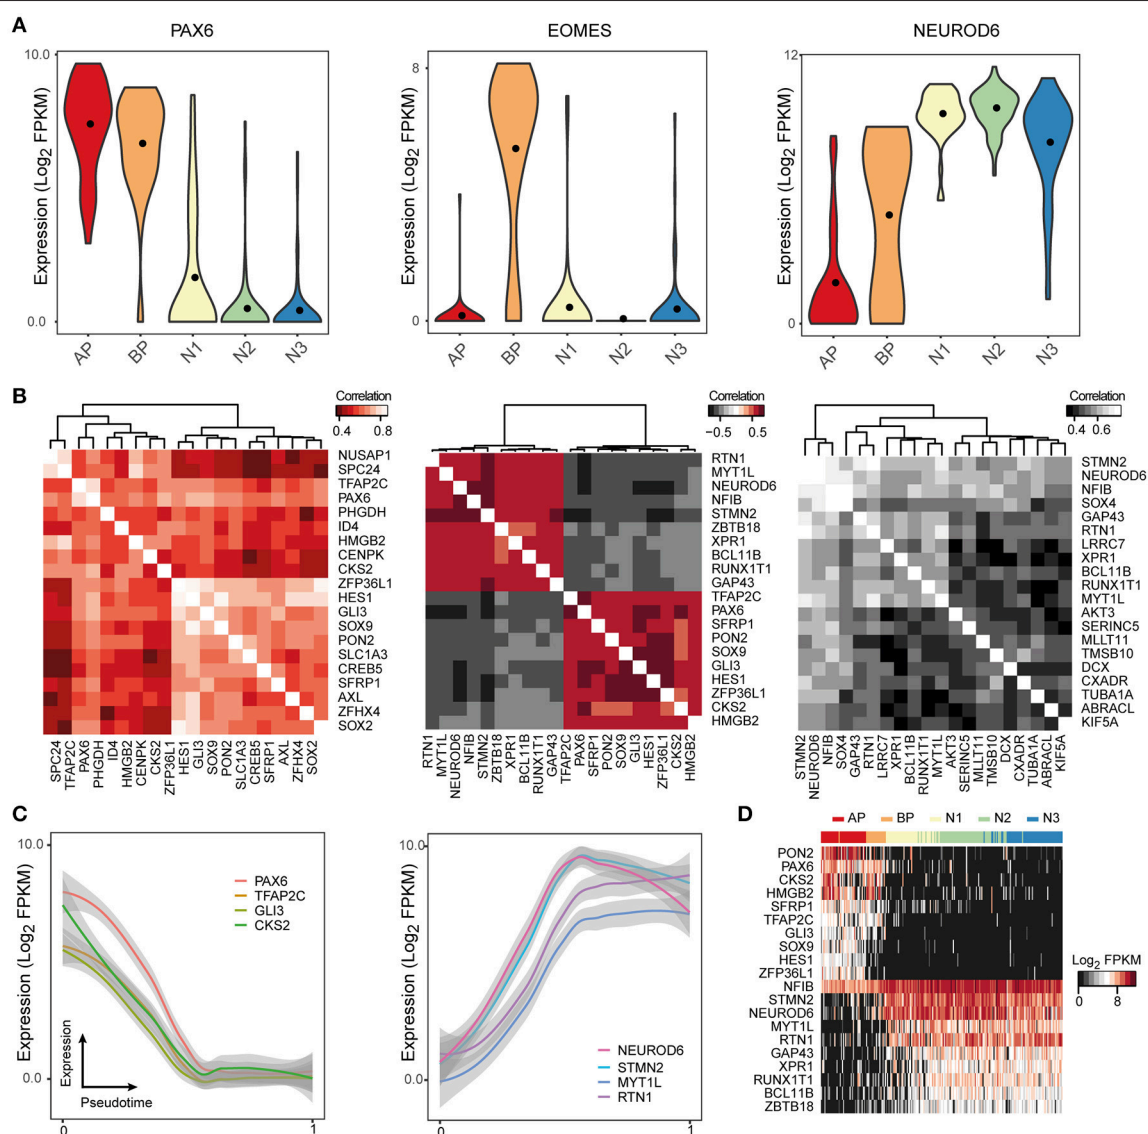 A
PAX6
EOMES
NEUROD6
Expression (Log2 FPKM)
10.0
0.0
AP BP N1 N2 N3
Expression (Log2 FPKM)
8
0
AP BP N1 N2 N3
Expression (Log2 FPKM)
12
0
AP BP N1 N2 N3
B
Correlation
0.4 0.8
NUSAP1
SPC24
TFAP2C
PAX6
PHGDH
ID4
HMGB2
CENPK
CKS2
ZFP36L1
HES1
GLI3
SOX9
PON2
SLC1A3
CREB5
SFRP1
AXL
ZFHX4
SOX2
SPC24 TFAP2C PAX6 PHGDH ID4 HMGB2 CENPK CKS2 ZFP36L1 HES1 GLI3 SOX9 PON2 SLC1A3 CREB5 SFRP1 AXL ZFHX4 SOX2
Correlation
−0.5 0.5
RTN1
MYT1L
NEUROD6
NFIB
STMN2
ZBTB18
XPR1
BCL11B
RUNX1T1
GAP43
TFAP2C
PAX6
SFRP1
PON2
SOX9
GLI3
HES1
ZFP36L1
CKS2
HMGB2
RTN1 MYT1L NEUROD6 NFIB STMN2 ZBTB18 XPR1 BCL11B RUNX1T1 GAP43 TFAP2C PAX6 SFRP1 PON2 SOX9 GLI3 HES1 ZFP36L1 CKS2 HMGB2
Correlation
0.4 0.6
STMN2
NEUROD6
NFIB
SOX4
GAP43
RTN1
LRRC7
XPR1
BCL11B
RUNX1T1
MYT1L
AKT3
SERINC5
MLLT11
TMSB10
DCX
CXADR
TUBA1A
ABRACL
KIF5A
STMN2 NEUROD6 NFIB SOX4 GAP43 RTN1 LRRC7 XPR1 BCL11B RUNX1T1 MYT1L AKT3 SERINC5 MLLT11 TMSB10 DCX CXADR TUBA1A ABRACL KIF5A
C
Expression (Log2 FPKM)
10.0
0.0
PAX6
TFAP2C
GLI3
CKS2
Expression
Pseudotime
0 1
Expression (Log2 FPKM)
10.0
0.0
NEUROD6
STMN2
MYT1L
RTN1
0 1
D
AP BP N1 N2 N3
PON2
PAX6
CKS2
HMGB2
SFRP1
TFAP2C
GLI3
SOX9
HES1
ZFP36L1
NFIB
STMN2
NEUROD6
MYT1L
RTN1
GAP43
XPR1
RUNX1T1
BCL11B
ZBTB18
Log2 FPKM
0 8